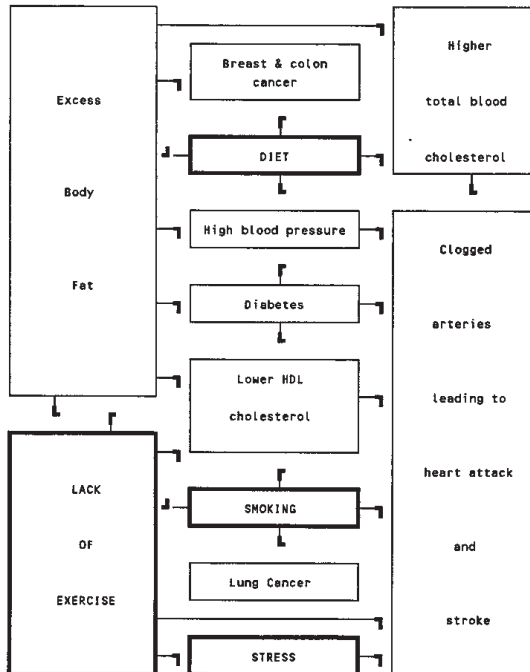 Excess
Body
Fat
LACK
OF
EXERCISE
Breast & colon
cancer
DIET
High blood pressure
Diabetes
Lower HDL
cholesterol
SMOKING
Lung Cancer
STRESS
Higher
total blood
cholesterol
Clogged
arteries
leading to
heart attack
and
stroke